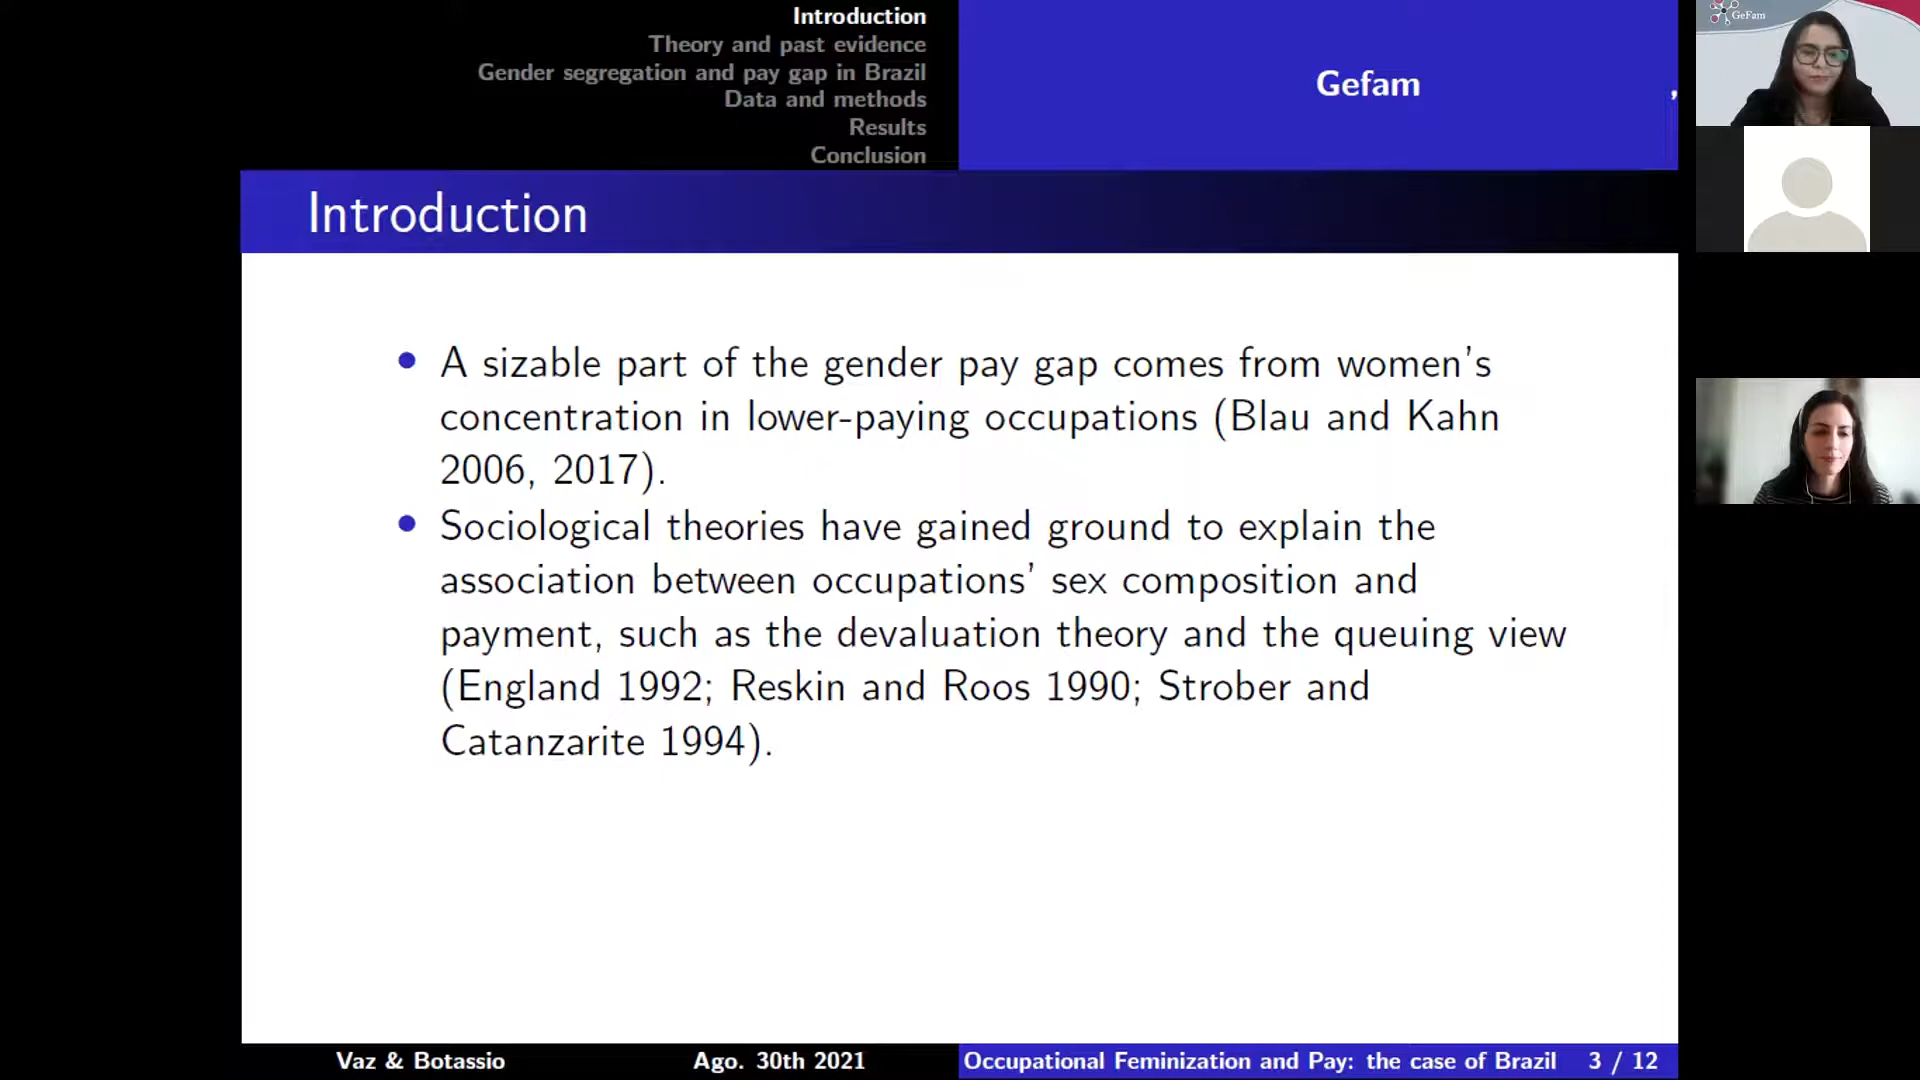 Introduction
Theory and past evidence
Gender segregation and pay gap in Brazil
Data and methods
Results
Conclusion
Gefam
,
GeFam
Introduction
• A sizable part of the gender pay gap comes from women's
concentration in lower-paying occupations (Blau and Kahn
2006, 2017).
• Sociological theories have gained ground to explain the
association between occupations' sex composition and
payment, such as the devaluation theory and the queuing view
(England 1992; Reskin and Roos 1990; Strober and
Catanzarite 1994).
Vaz & Botassio Ago. 30th 2021 Occupational Feminization and Pay: the case of Brazil 3 / 12